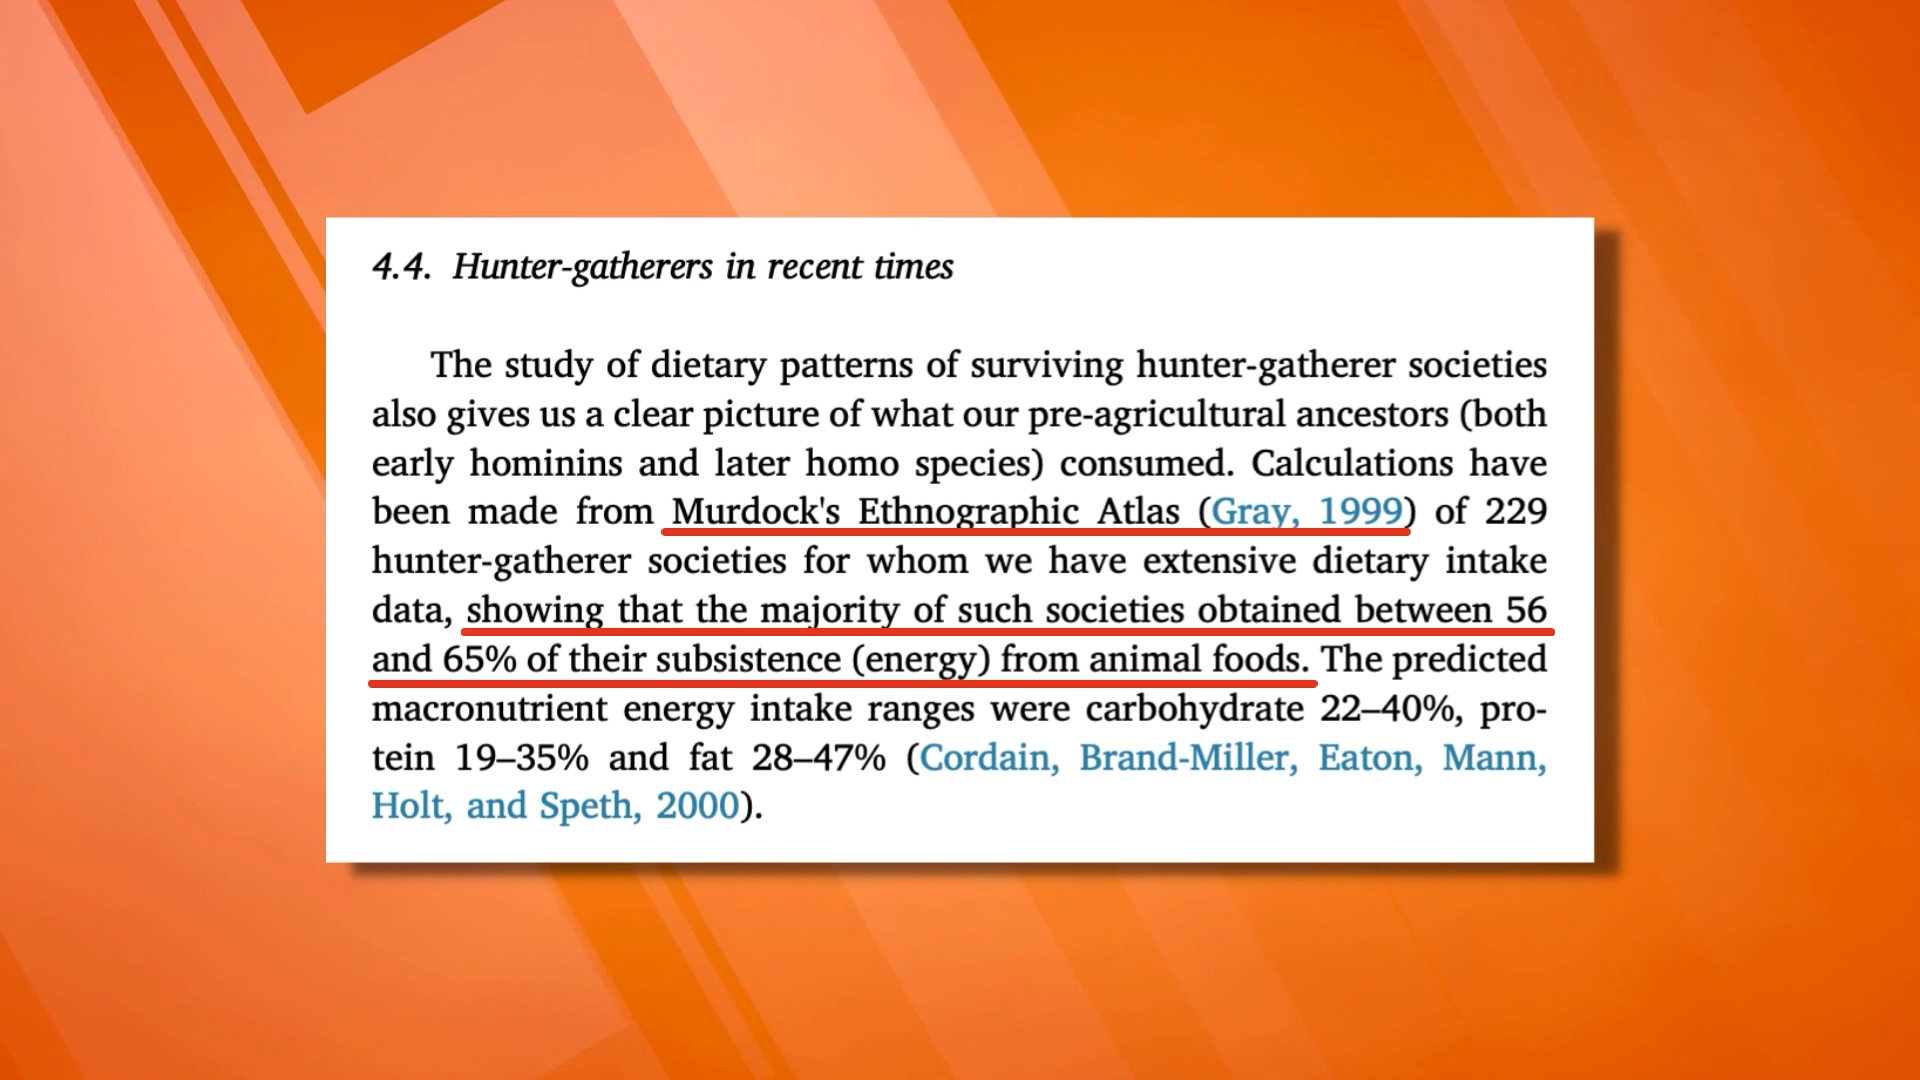 4.4. Hunter-gatherers in recent times
The study of dietary patterns of surviving hunter-gatherer societies
also gives us a clear picture of what our pre-agricultural ancestors (both
early hominins and later homo species) consumed. Calculations have
been made from Murdock's Ethnographic Atlas (Gray, 1999) of 229
hunter-gatherer societies for whom we have extensive dietary intake
data, showing that the majority of such societies obtained between 56
and 65% of their subsistence (energy) from animal foods. The predicted
macronutrient energy intake ranges were carbohydrate 22–40%, pro-
tein 19–35% and fat 28–47% (Cordain, Brand-Miller, Eaton, Mann,
Holt, and Speth, 2000).